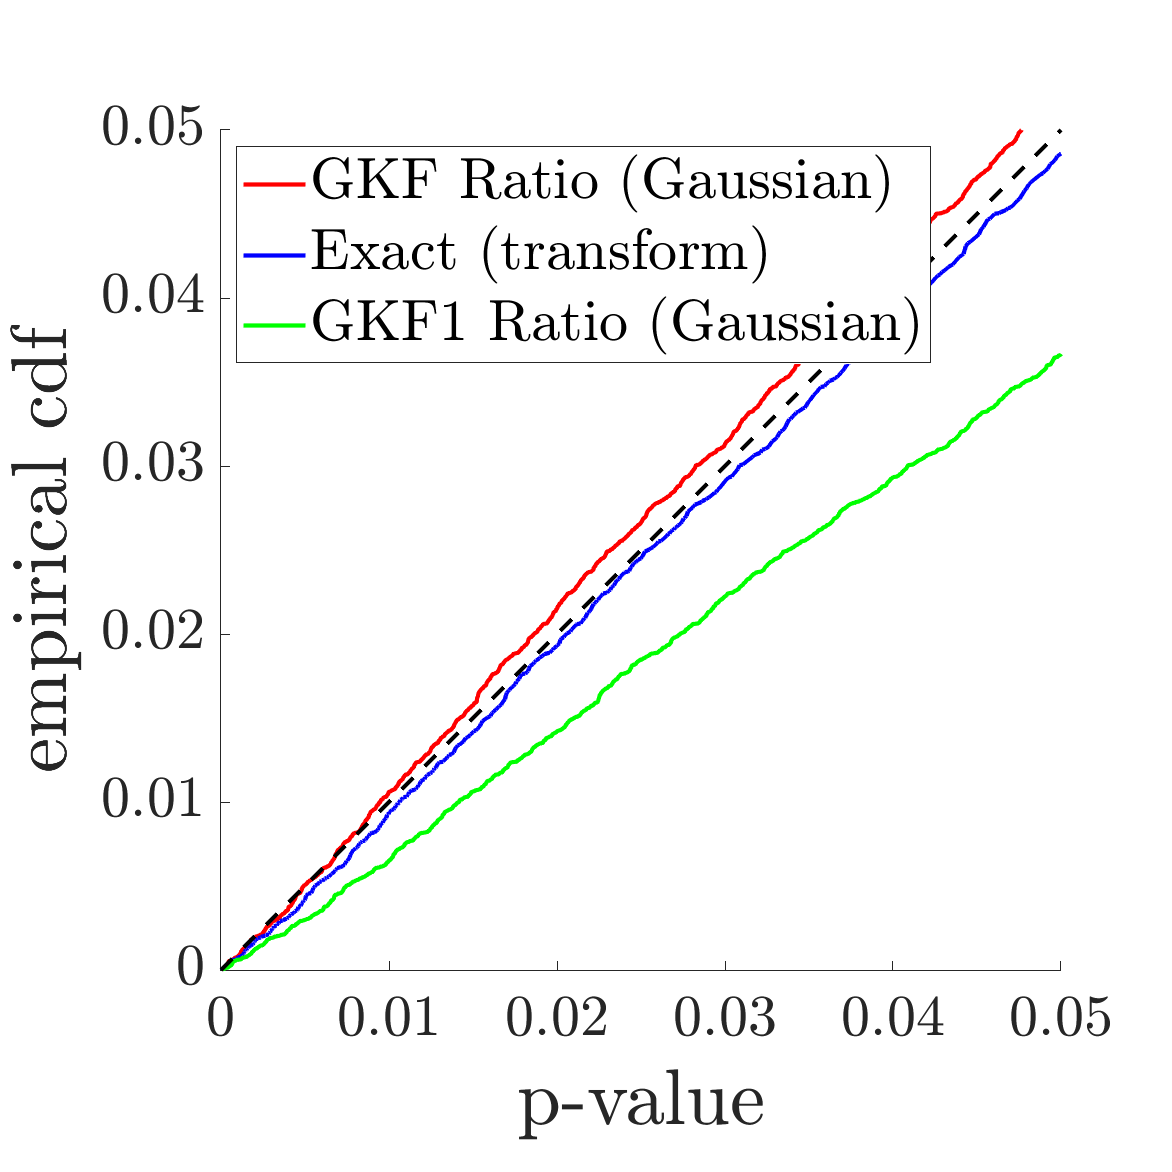 0.05
GKF Ratio (Gaussian)
Exact (transform)
GKF1 Ratio (Gaussian)
0.04
0.03
0.02
0.01
0
empirical cdf
0 0.01 0.02 0.03 0.04 0.05
p-value